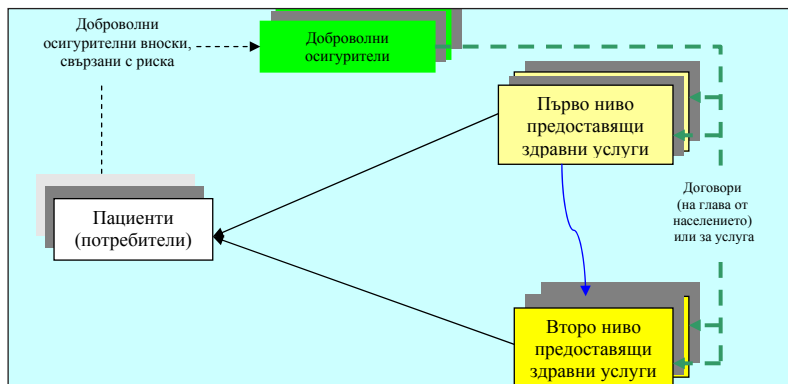 Доброволни
осигурителни вноски,
свързани с риска
Доброволни
осигурители
Първо ниво
предоставящи
здравни услуги
Пациенти
(потребители)
Договори
(на глава от
населението)
или за услуга
Второ ниво
предоставящи
здравни услуги